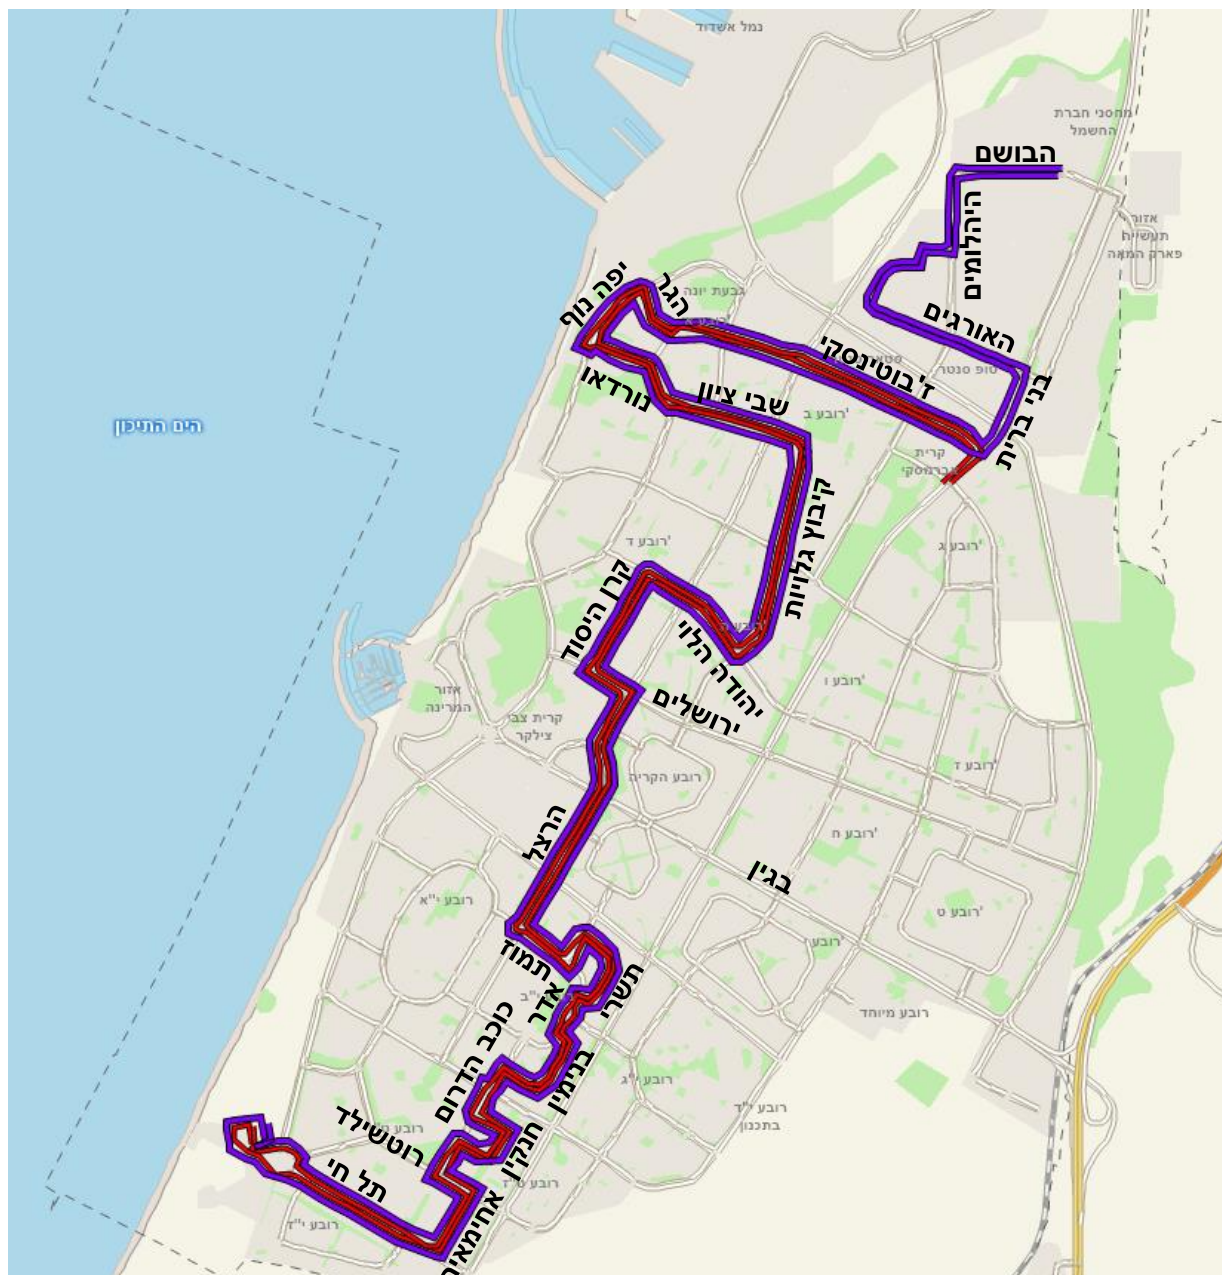 נמל אשדוד
מחסני חברת
החשמל
הבושם
היהלומים
אזור
תעשייה
פארק המאה
יפה נוף
הגר
גבעת יונה
האורגים
ז'בוטינסקי
טופ סנטר
בני ברית
נורדאו
שבי ציון
רובע ב'
הים התיכון
קרית
קיבוץ גלויות
רובע ד'
רובע ג'
קרן היסוד
יהודה הלוי
רובע ו'
ירושלים
אזור
המרינה
קרית צבי
צילקר
רובע הקריה
רובע ז'
הרצל
רובע ח'
בגין
רובע י"א
רובע ט'
תמוז
תשרי
אדר
רובע מיוחד
כוכב הדרום
בנימין
רובע י"ג
רובע י"ד
בתכנון
רוטשילד
חנקין
תל חי
אחימאיר